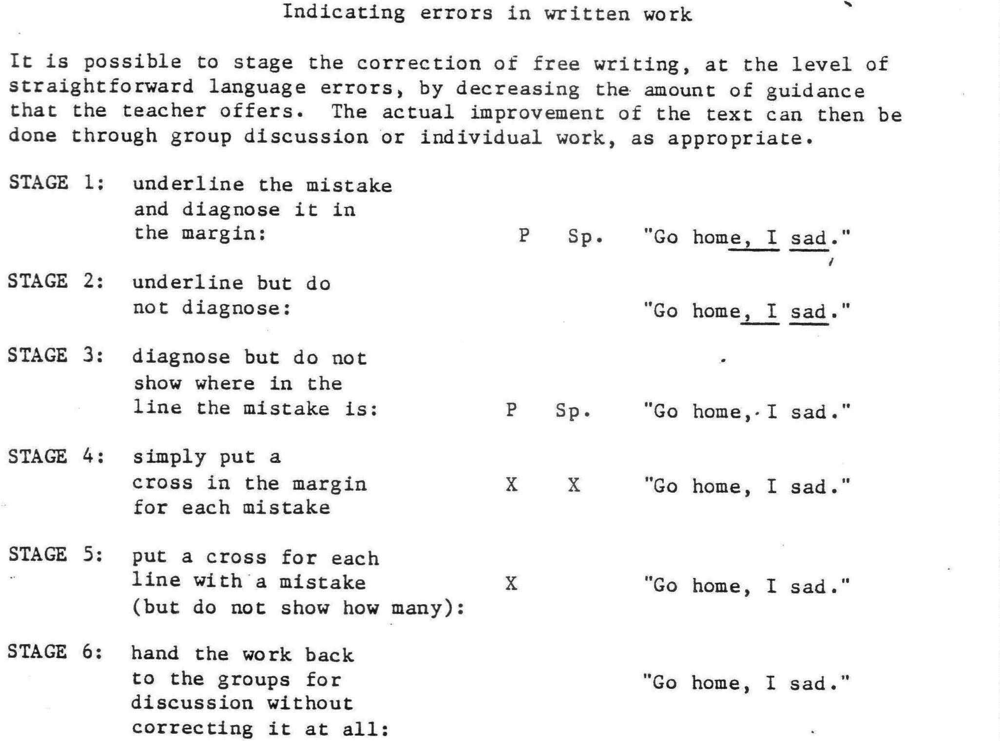 Indicating errors in written work
It is possible to stage the correction of free writing, at the level of
straightforward language errors, by decreasing the amount of guidance
that the teacher offers. The actual improvement of the text can then be
done through group discussion or individual work, as appropriate.
STAGE 1: underline the mistake
and diagnose it in
the margin: P Sp. "Go home, I sad."
STAGE 2: underline but do
not diagnose: "Go home, I sad."
STAGE 3: diagnose but do not
show where in the
line the mistake is: P Sp. "Go home, I sad."
STAGE 4: simply put a
cross in the margin X X "Go home, I sad."
for each mistake
STAGE 5: put a cross for each
line with a mistake X "Go home, I sad."
(but do not show how many):
STAGE 6: hand the work back
to the groups for "Go home, I sad."
discussion without
correcting it at all: